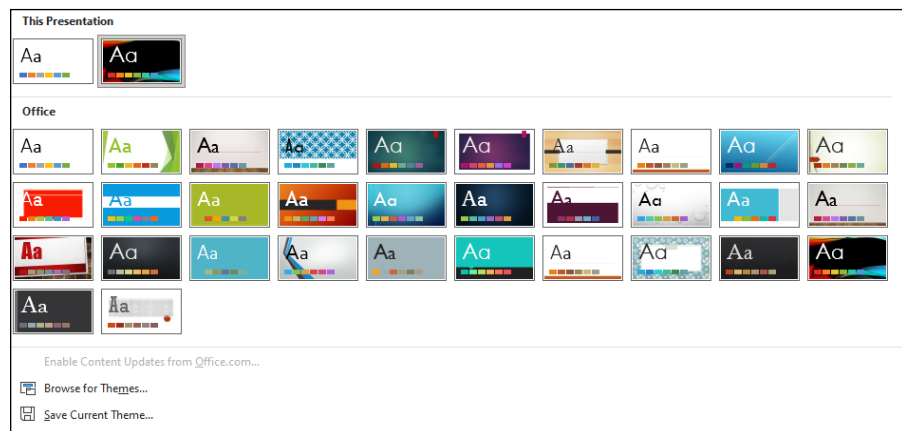 This Presentation
Aa Aa
Office
Aa Aa Aa Aa Aa Aa Aa Aa Aa Aa
Aa Aa Aa Aa Aa Aa Aa Aa Aa Aa
Aa Aa Aa Aa Aa Aa Aa Aa Aa Aa
Aa Aa
Enable Content Updates from Office.com...
Browse for Themes...
Save Current Theme...